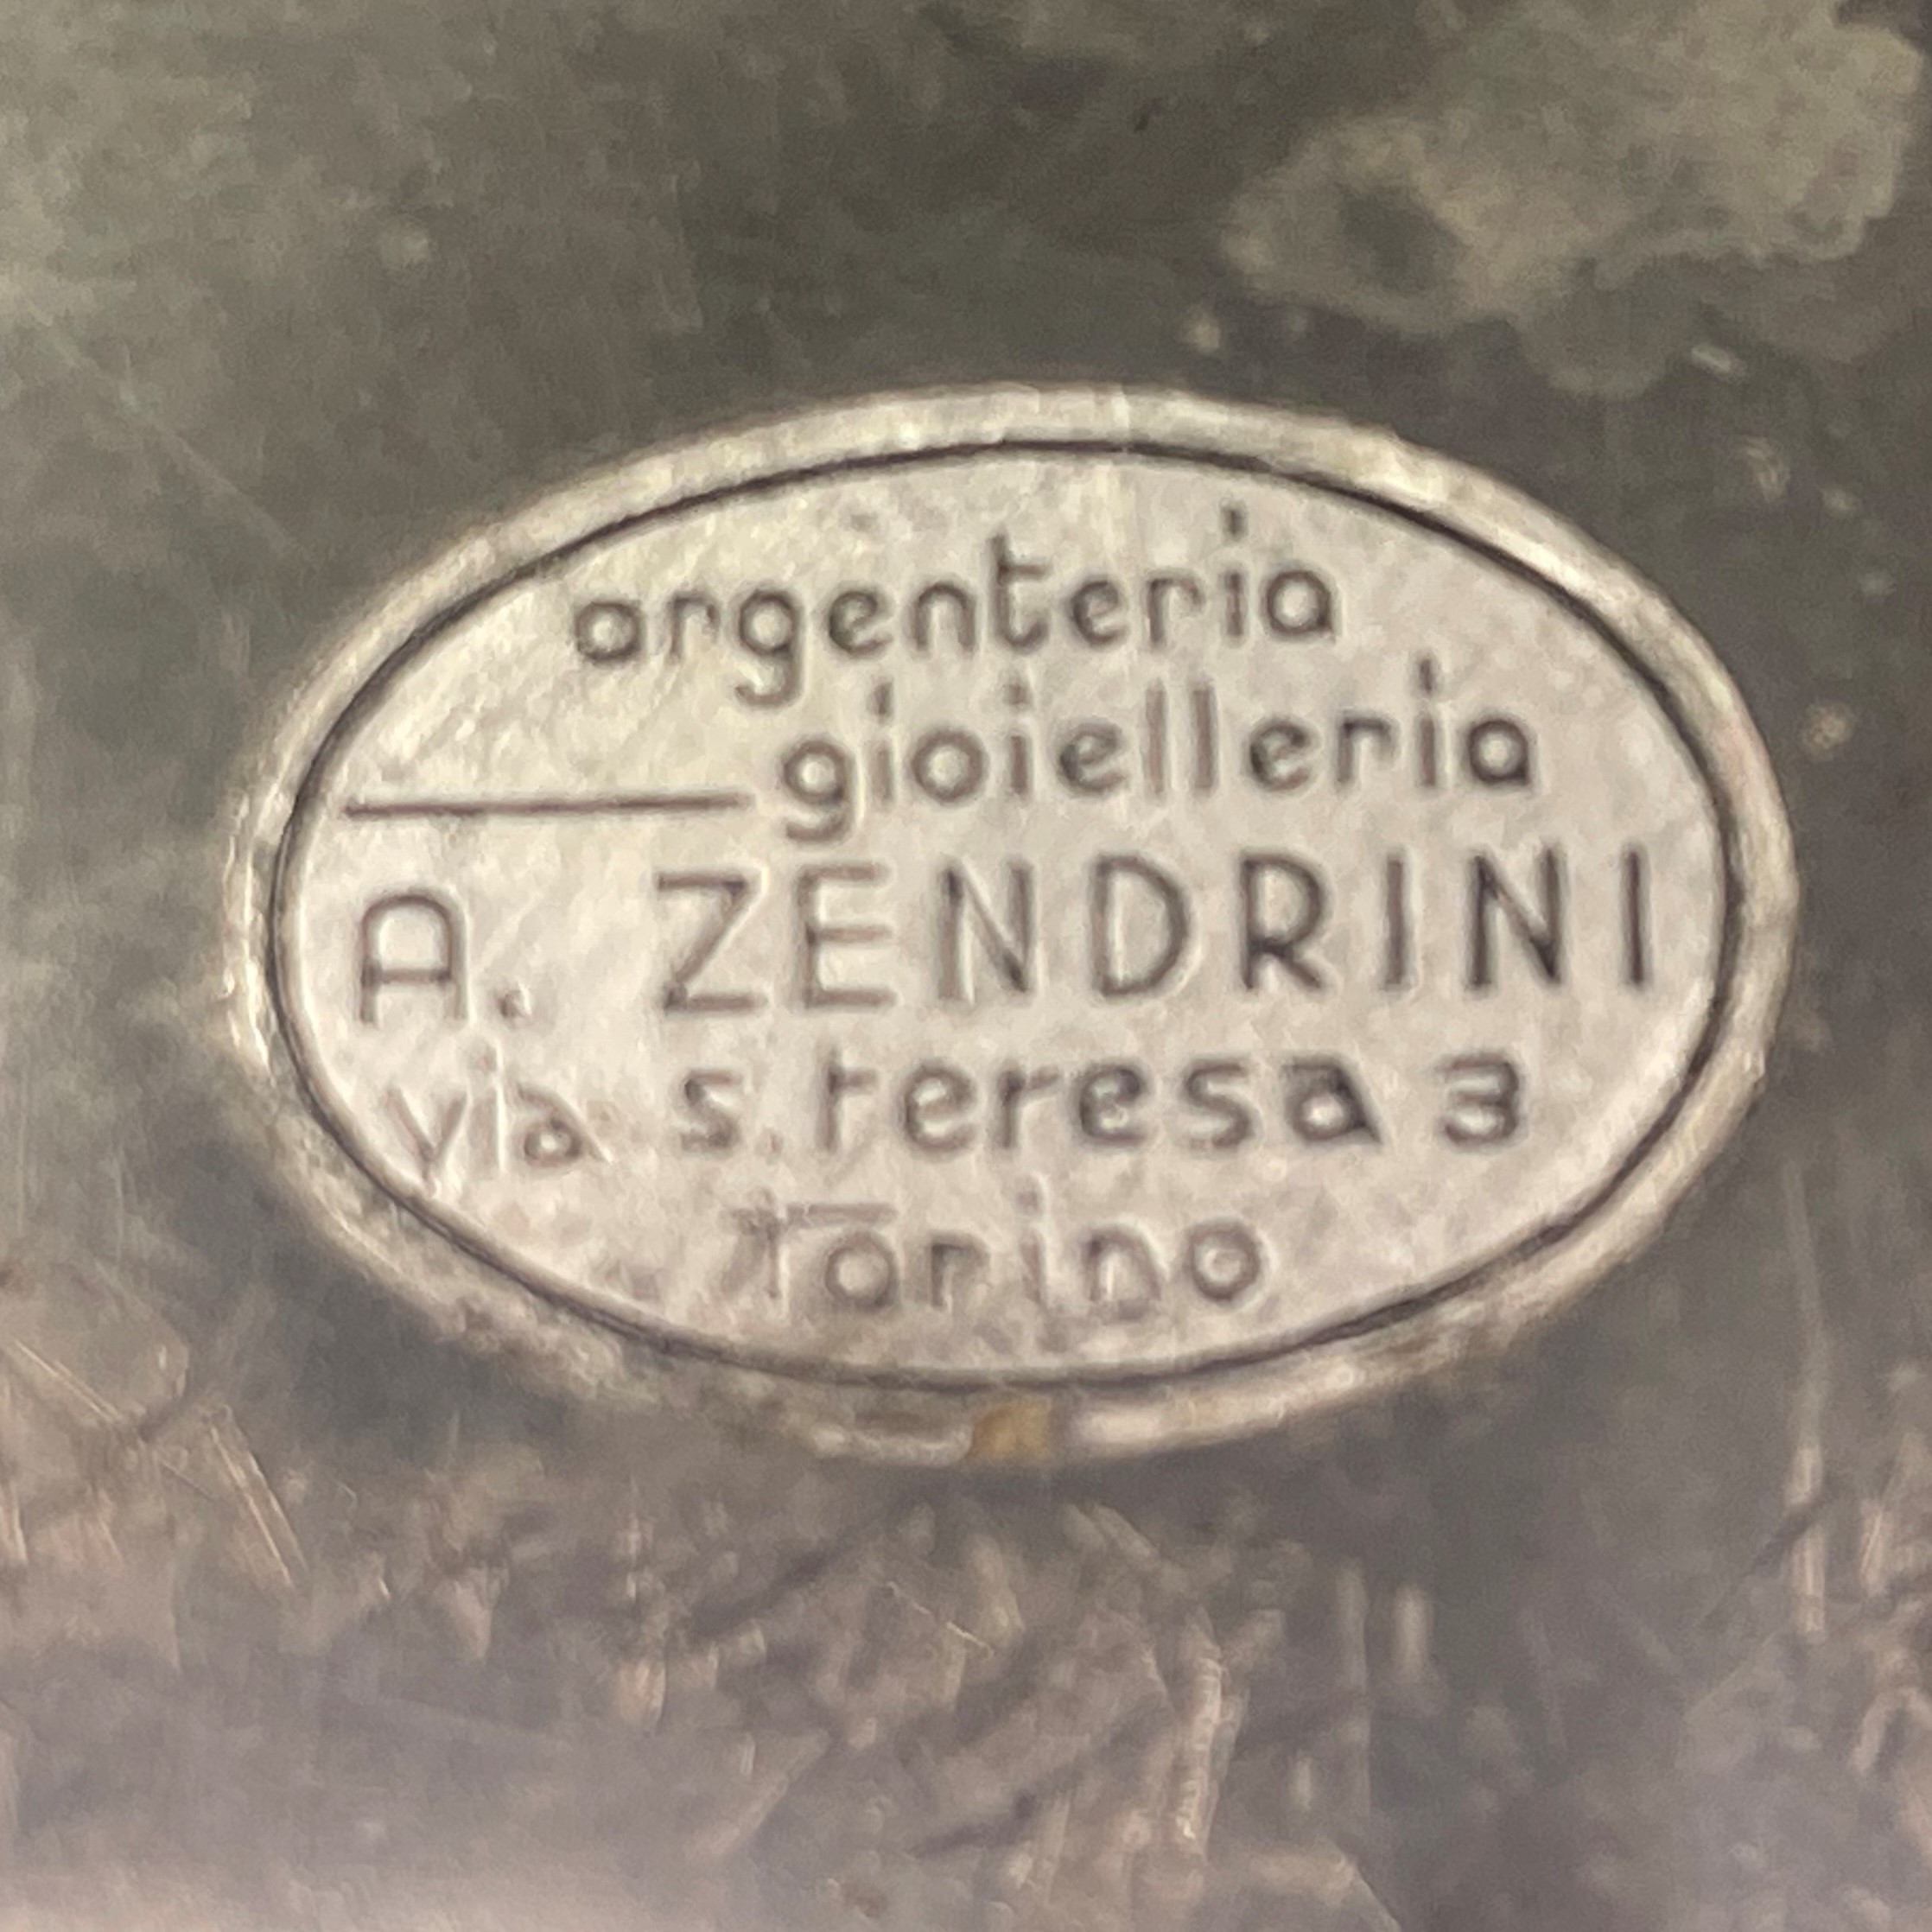 argenteria
gioielleria
A. ZENDRINI
via s. teresa 3
Torino